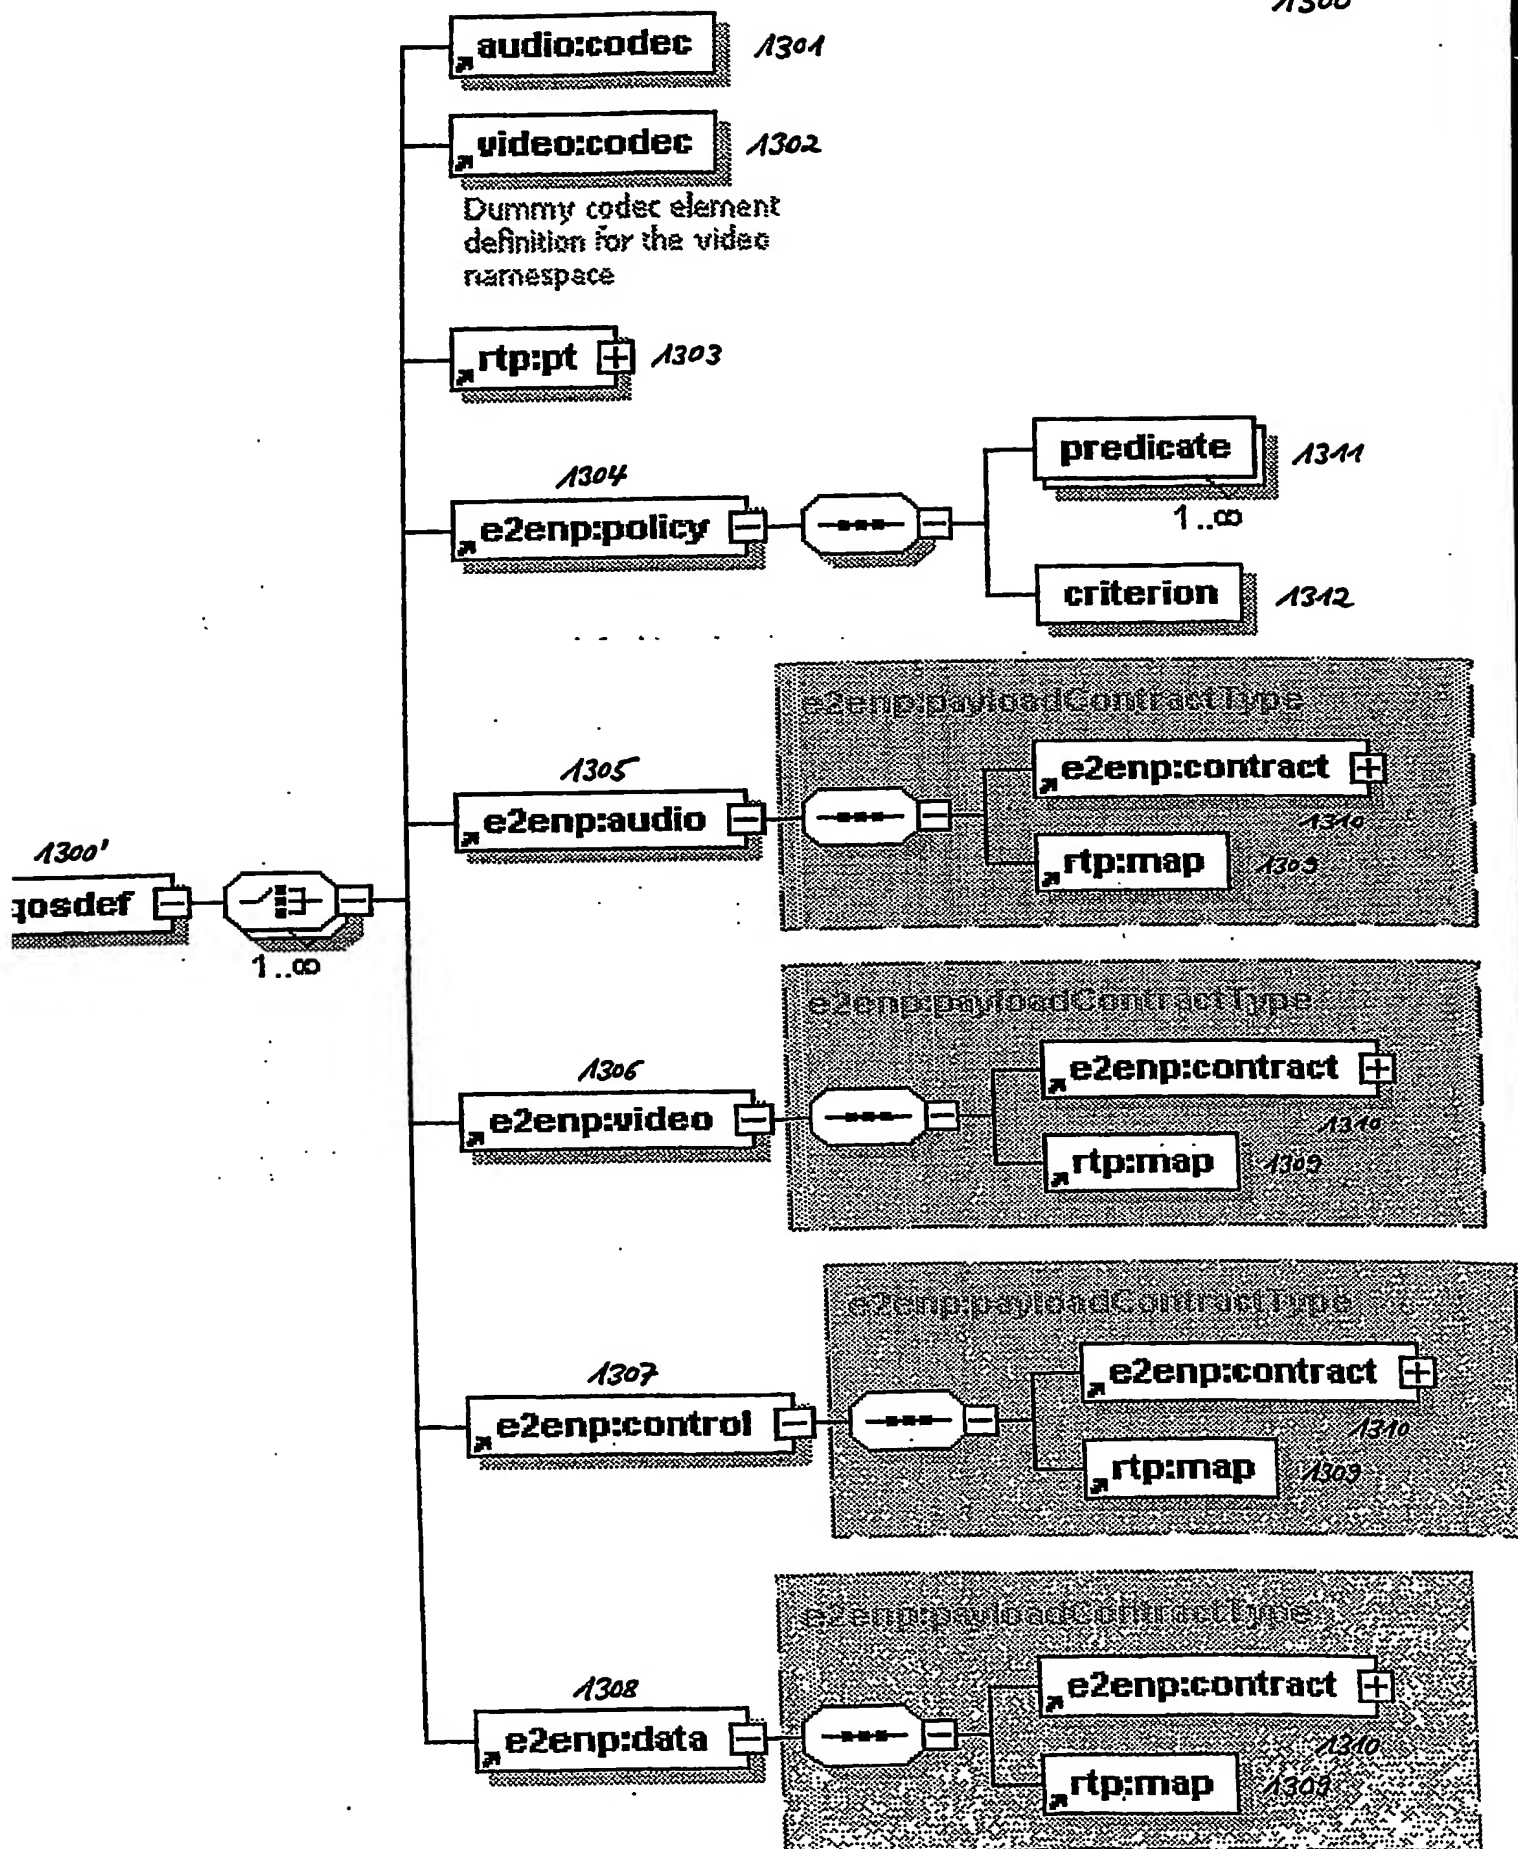 1300
audio:codec 1301
video:codec 1302
Dummy codec element
definition for the video
namespace
rtp:pt 1303
1304
e2enp:policy
predicate 1311
1..∞
criterion 1312
e2enp:payloadContractType
1305
e2enp:audio
e2enp:contract
1310
rtp:map 1309
1300'
qosdef
1..∞
e2enp:payloadContractType
1306
e2enp:video
e2enp:contract
1310
rtp:map 1309
e2enp:payloadContractType
1307
e2enp:control
e2enp:contract
1310
rtp:map 1309
e2enp:payloadContractType
1308
e2enp:data
e2enp:contract
1310
rtp:map 1309